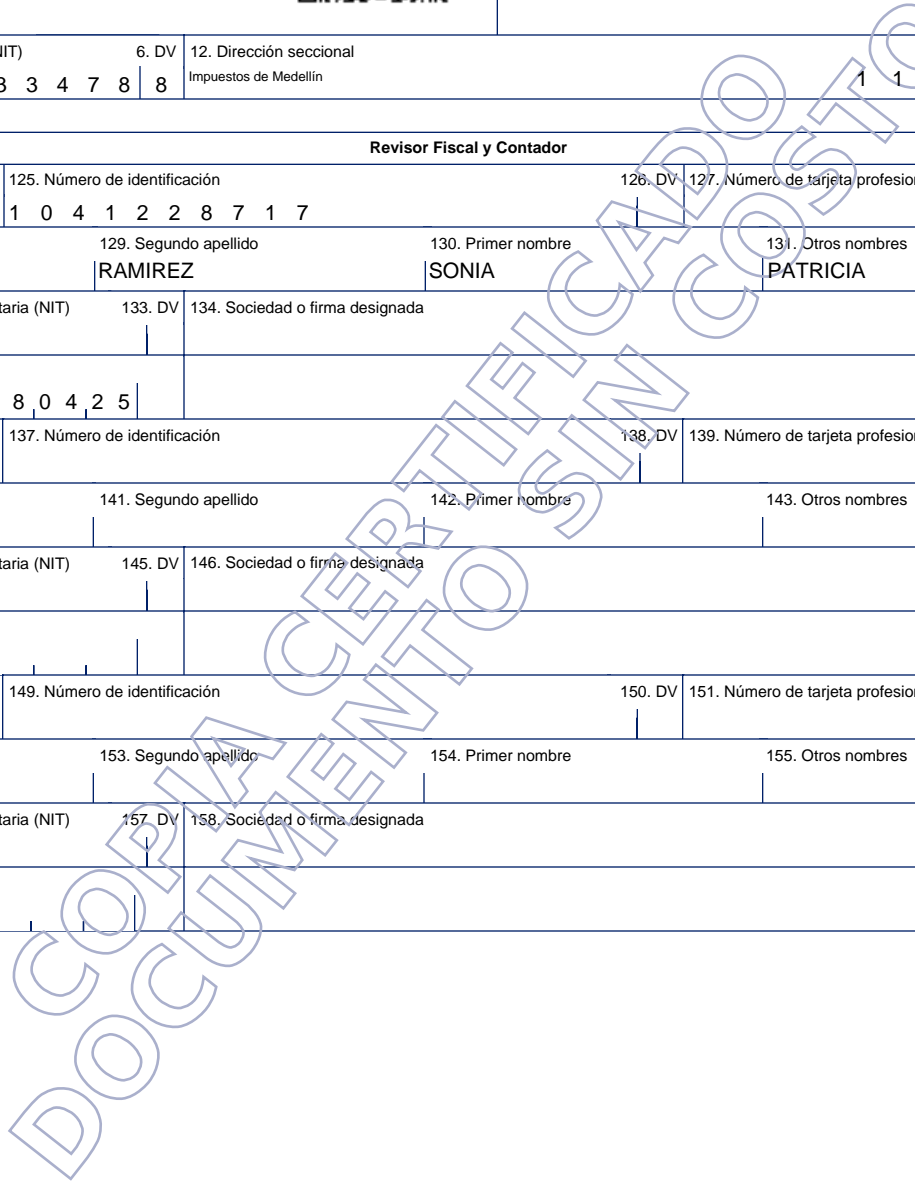 IT) 6. DV 12. Dirección seccional
3 3 4 7 8 8 Impuestos de Medellín 1 1
Revisor Fiscal y Contador
125. Número de identificación 126. DV 127. Número de tarjeta profesion
1 0 4 1 2 2 8 7 1 7
129. Segundo apellido 130. Primer nombre 131. Otros nombres
RAMIREZ SONIA PATRICIA
taria (NIT) 133. DV 134. Sociedad o firma designada
8 0 4 2 5
137. Número de identificación 138. DV 139. Número de tarjeta profesion
141. Segundo apellido 142. Primer nombre 143. Otros nombres
taria (NIT) 145. DV 146. Sociedad o firma designada
149. Número de identificación 150. DV 151. Número de tarjeta profesion
153. Segundo apellido 154. Primer nombre 155. Otros nombres
taria (NIT) 157. DV 158. Sociedad o firma designada
COPIA CERTIFICADO
DOCUMENTO SIN COSTO